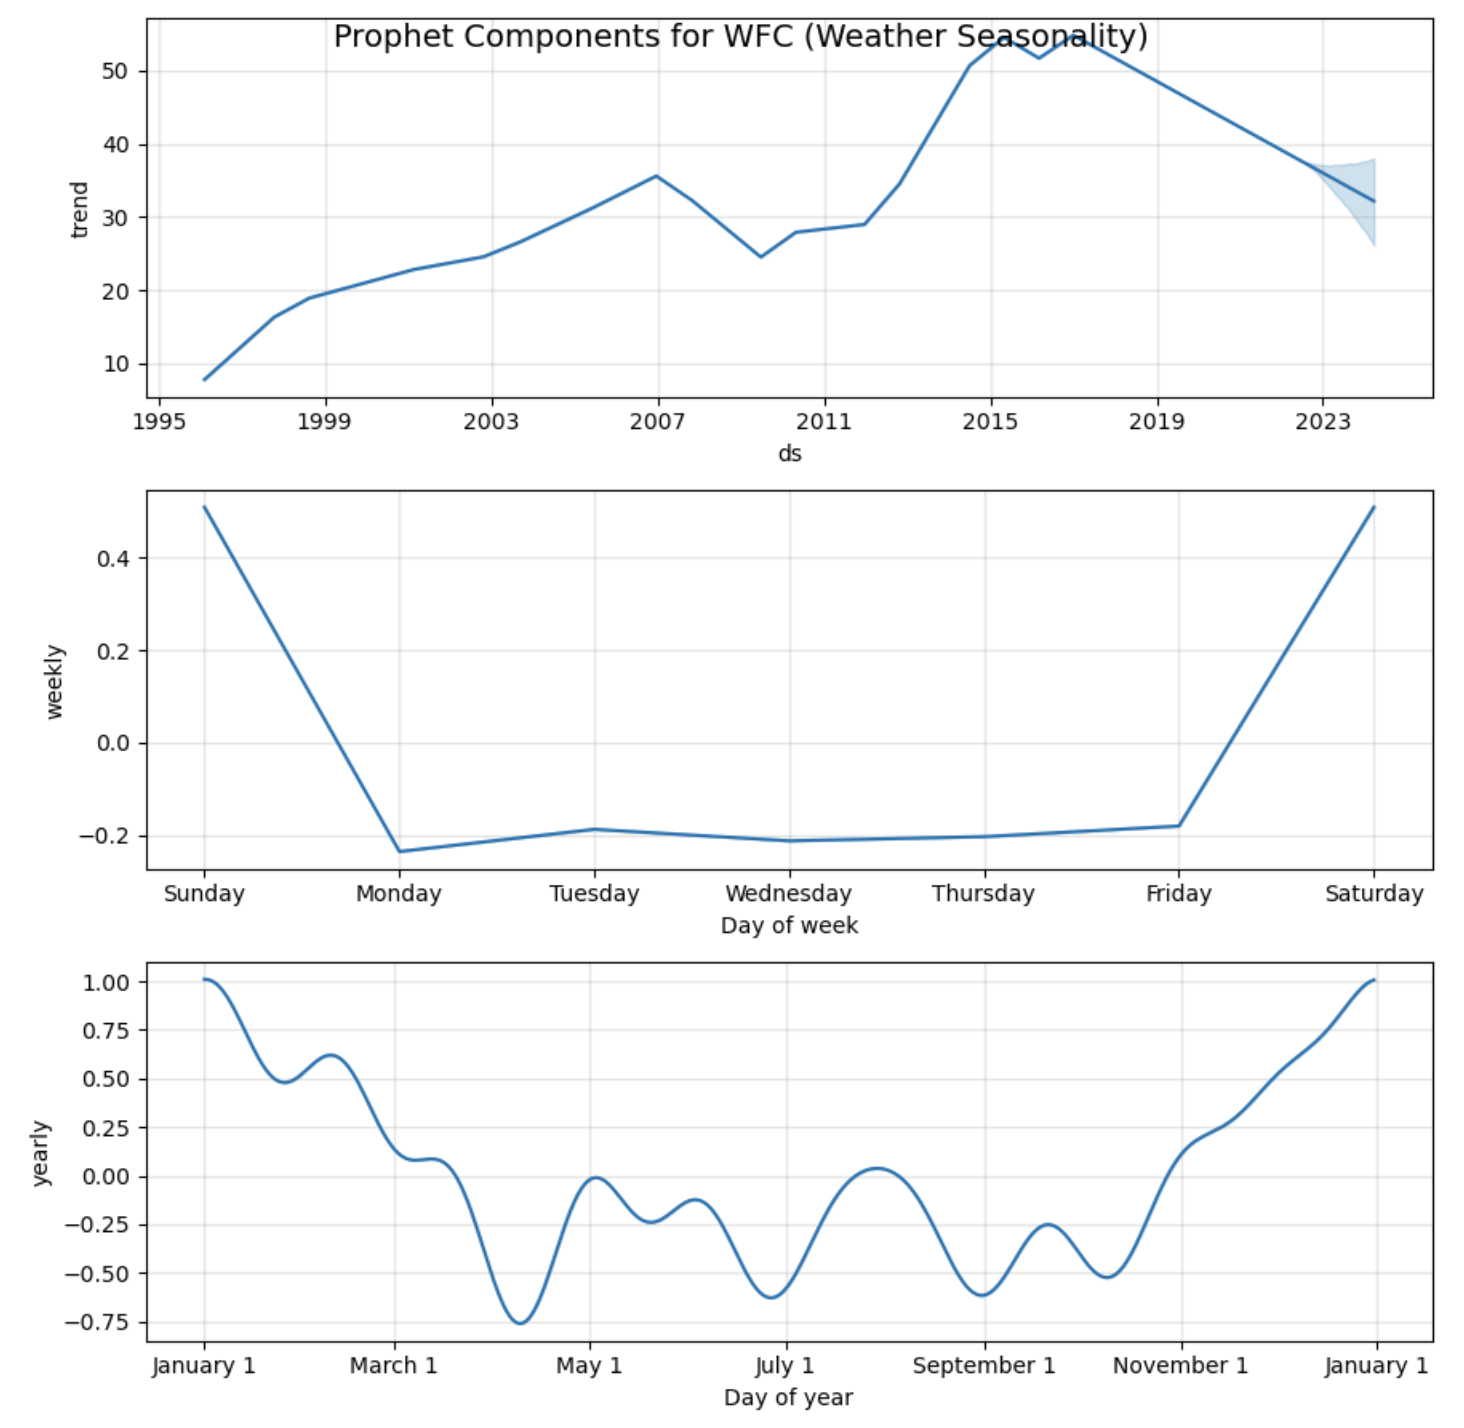 Prophet Components for WFC (Weather Seasonality)
50
40
30
20
10
trend
1995 1999 2003 2007 2011 2015 2019 2023
ds
0.4
0.2
0.0
−0.2
weekly
Sunday Monday Tuesday Wednesday Thursday Friday Saturday
Day of week
1.00
0.75
0.50
0.25
0.00
−0.25
−0.50
−0.75
yearly
January 1 March 1 May 1 July 1 September 1 November 1 January 1
Day of year